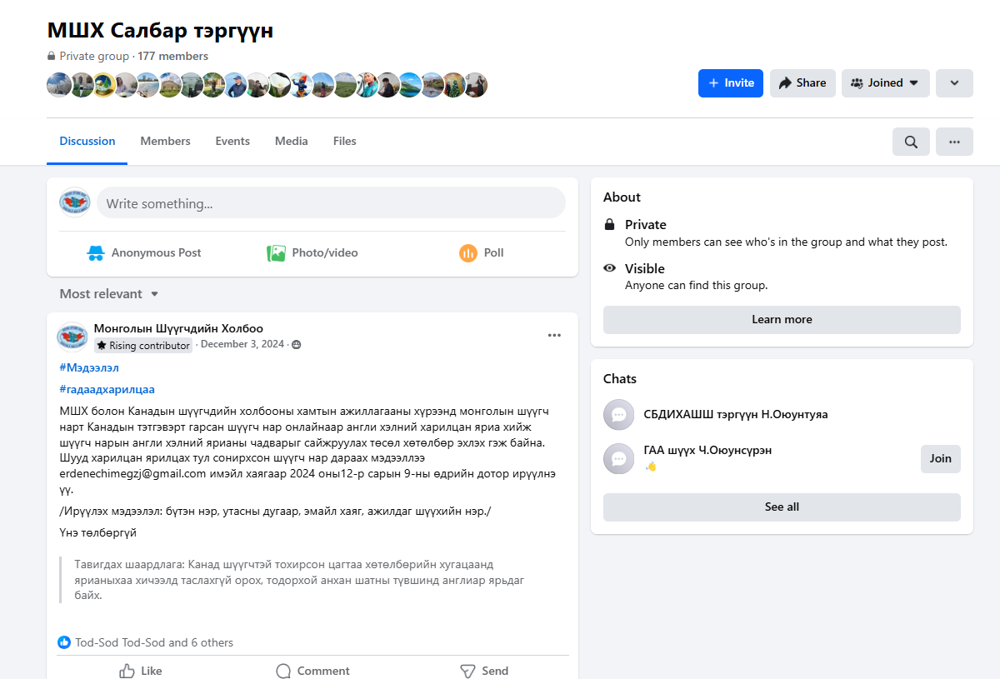 МШХ Салбар тэргүүн
Private group · 177 members
Invite
Share
Joined
Discussion
Members
Events
Media
Files
Write something...
Anonymous Post
Photo/video
Poll
Most relevant
Монголын Шүүгчдийн Холбоо
Rising contributor · December 3, 2024 ·
#Мэдээлэл
#гадаадхарилцаа
МШХ болон Канадын шүүгчдийн холбооны хамтын ажиллагааны хүрээнд монголын шүүгч
нарт Канадын тэтгэвэрт гарсан шүүгч нар онлайнаар англи хэлний харилцан яриа хийж
шүүгч нарын англи хэлний ярианы чадварыг сайжруулах төсөл хөтөлбөр эхлэх гэж байна.
Шууд харилцан ярилцах тул сонирхсон шүүгч нар дараах мэдээллээ
erdenechimegzj@gmail.com имэйл хаягаар 2024 оны12-р сарын 9-ны өдрийн дотор ирүүлнэ
үү.
/Ирүүлэх мэдээлэл: бүтэн нэр, утасны дугаар, эмайл хаяг, ажилдаг шүүхийн нэр./
Үнэ төлбөргүй
Тавигдах шаардлага: Канад шүүгчтэй тохирсон цагтаа хөтөлбөрийн хугацаанд
ярианыхаа хичээлд таслахгүй орох, тодорхой анхан шатны түвшинд англиар ярьдаг
байх.
Tod-Sod Tod-Sod and 6 others
Like
Comment
Send
About
Private
Only members can see who's in the group and what they post.
Visible
Anyone can find this group.
Learn more
Chats
СБДИХАШШ тэргүүн Н.Оюунтуяа
ГАА шүүх Ч.Оюунсүрэн
Join
See all